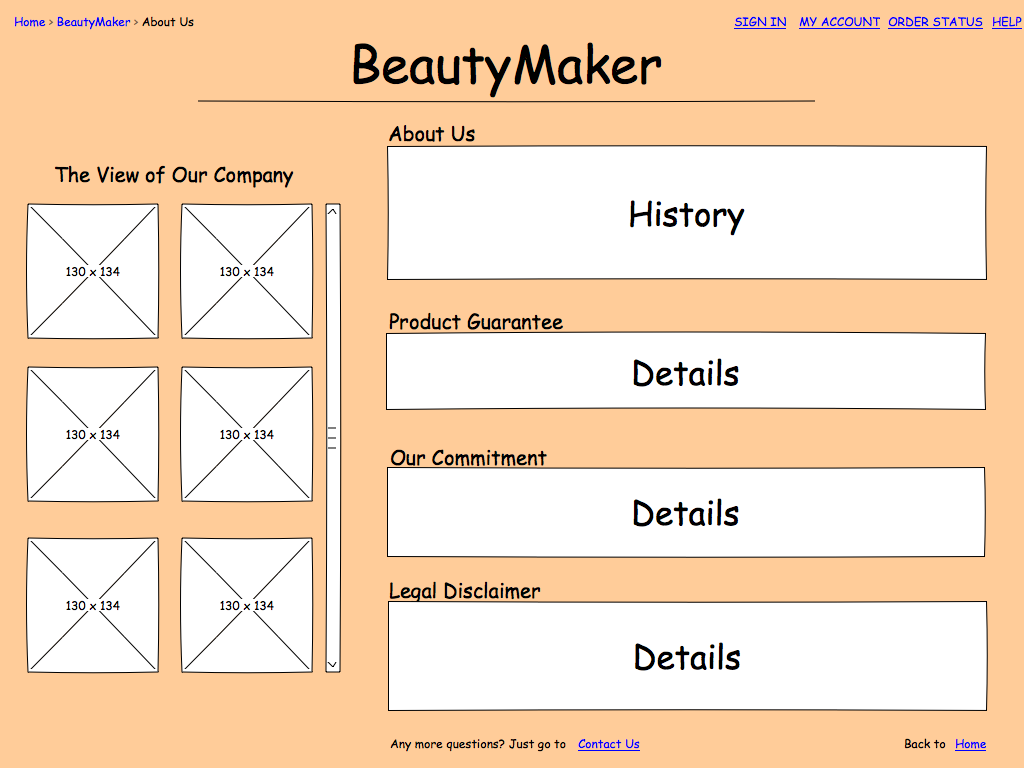 Home > BeautyMaker > About Us
SIGN IN MY ACCOUNT ORDER STATUS HELP
BeautyMaker
The View of Our Company
130 x 134 130 x 134
130 x 134 130 x 134
130 x 134 130 x 134
About Us
History
Product Guarantee
Details
Our Commitment
Details
Legal Disclaimer
Details
Any more questions? Just go to Contact Us
Back to Home